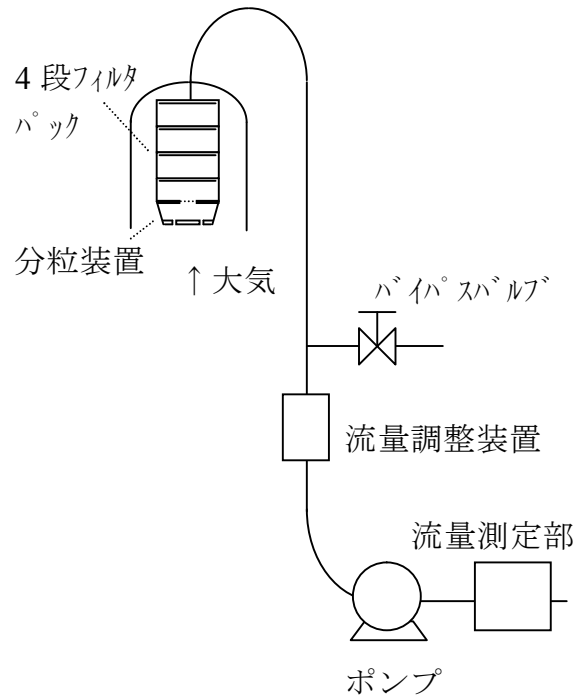 4 段フィルタ
パック
分粒装置
↑大気
バイパスバルブ
流量調整装置
流量測定部
ポンプ